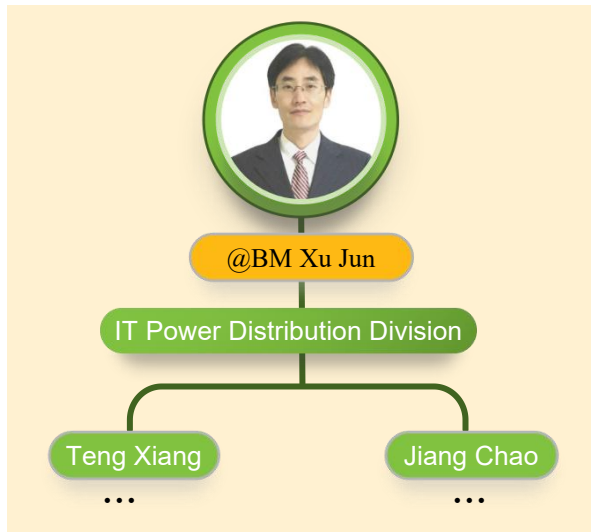 @BM Xu Jun
IT Power Distribution Division
Teng Xiang
Jiang Chao
...
...